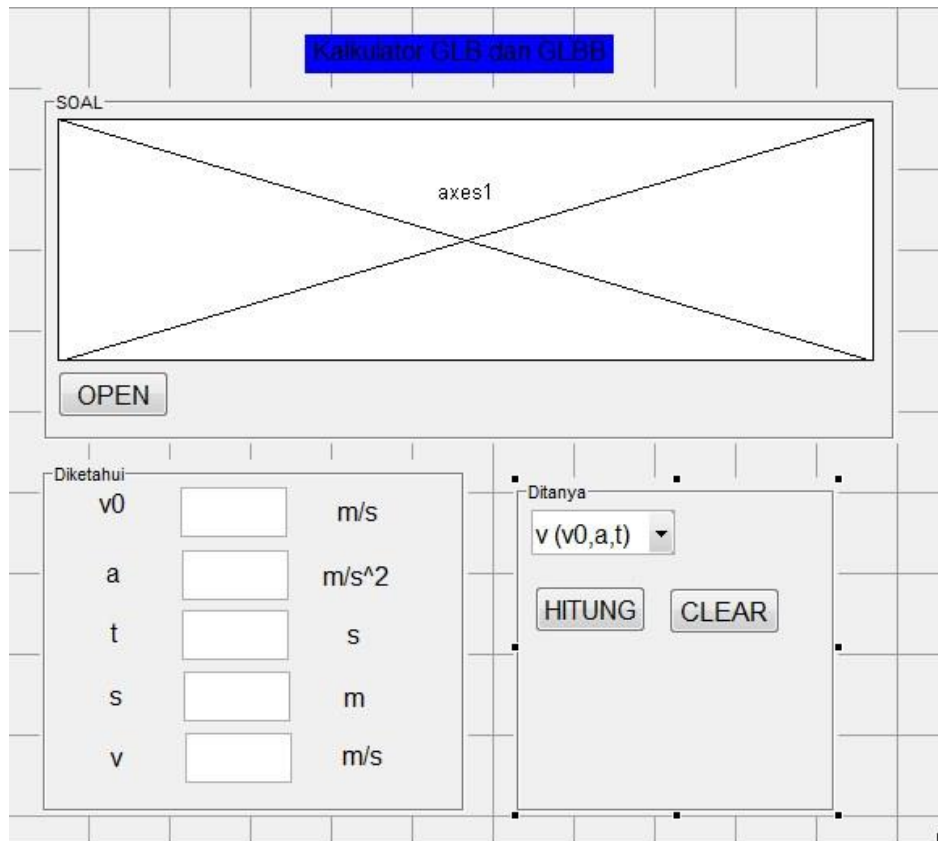 Kalkulator GLB dan GLBB
SOAL
axes1
OPEN
Diketahui
v0 m/s
a m/s^2
t s
s m
v m/s
Ditanya
v (v0,a,t)
HITUNG CLEAR